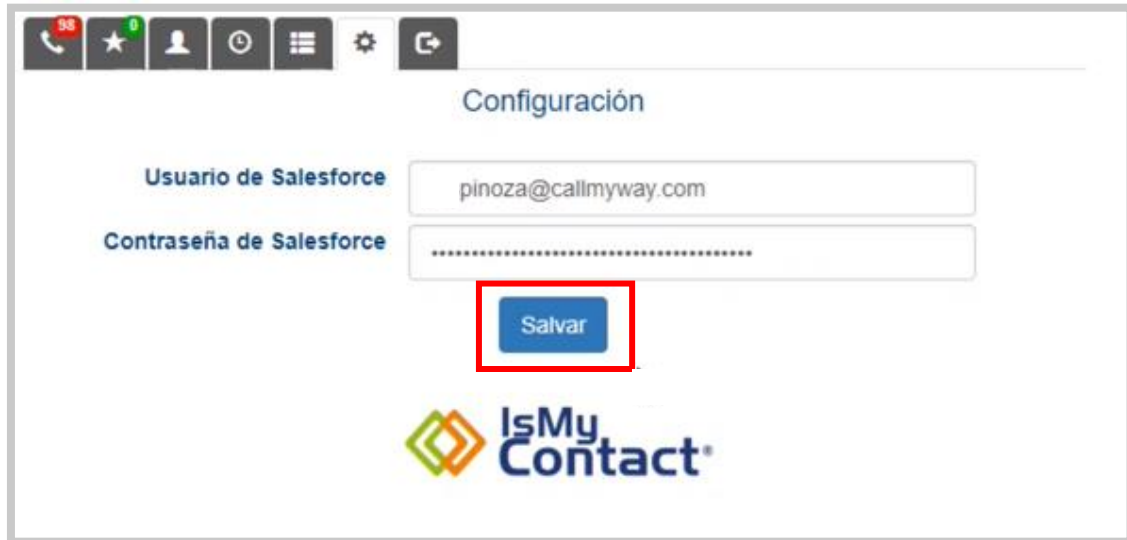 98 0
Configuración
Usuario de Salesforce pinoza@callmyway.com
Contraseña de Salesforce ••••••••••••••••••••••••••••••••••••••••
Salvar
IsMy
Contact®